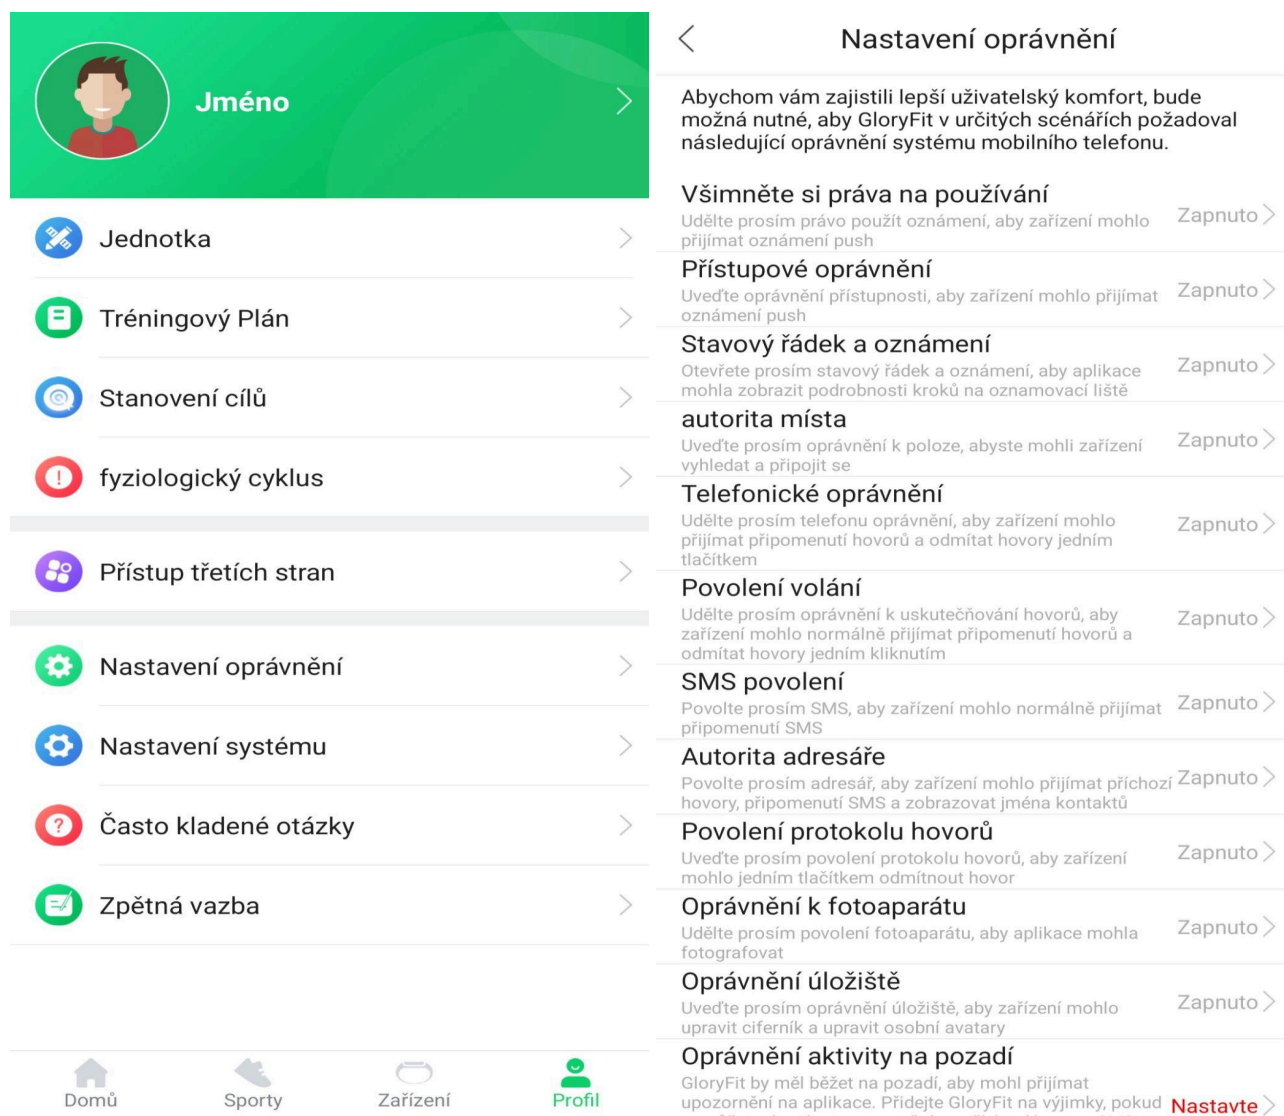 Jméno
Jednotka
Tréningový Plán
Stanovení cílů
fyziologický cyklus
Přístup třetích stran
Nastavení oprávnění
Nastavení systému
Často kladené otázky
Zpětná vazba
Domů
Sporty
Zařízení
Profil
Nastavení oprávnění
Abychom vám zajistili lepší uživatelský komfort, bude
možná nutné, aby GloryFit v určitých scénářích požadoval
následující oprávnění systému mobilního telefonu.
Všimněte si práva na používání
Udělte prosím právo použít oznámení, aby zařízení mohlo
přijímat oznámení push
Zapnuto
Přístupové oprávnění
Uveďte oprávnění přístupnosti, aby zařízení mohlo přijímat
oznámení push
Zapnuto
Stavový řádek a oznámení
Otevřete prosím stavový řádek a oznámení, aby aplikace
mohla zobrazit podrobnosti kroků na oznamovací liště
Zapnuto
autorita místa
Uveďte prosím oprávnění k poloze, abyste mohli zařízení
vyhledat a připojit se
Zapnuto
Telefonické oprávnění
Udělte prosím telefonu oprávnění, aby zařízení mohlo
přijímat připomenutí hovorů a odmítat hovory jedním
tlačítkem
Zapnuto
Povolení volání
Udělte prosím oprávnění k uskutečňování hovorů, aby
zařízení mohlo normálně přijímat připomenutí hovorů a
odmítat hovory jedním kliknutím
Zapnuto
SMS povolení
Povolte prosím SMS, aby zařízení mohlo normálně přijímat
připomenutí SMS
Zapnuto
Autorita adresáře
Povolte prosím adresář, aby zařízení mohlo přijímat příchozí
hovory, připomenutí SMS a zobrazovat jména kontaktů
Zapnuto
Povolení protokolu hovorů
Uveďte prosím povolení protokolu hovorů, aby zařízení
mohlo jedním tlačítkem odmítnout hovor
Zapnuto
Oprávnění k fotoaparátu
Udělte prosím povolení fotoaparátu, aby aplikace mohla
fotografovat
Zapnuto
Oprávnění úložiště
Uveďte prosím oprávnění úložiště, aby zařízení mohlo
upravit ciferník a upravit osobní avatary
Zapnuto
Oprávnění aktivity na pozadí
GloryFit by měl běžet na pozadí, aby mohl přijímat
upozornění na aplikace. Přidejte GloryFit na výjimky, pokud
Nastavte